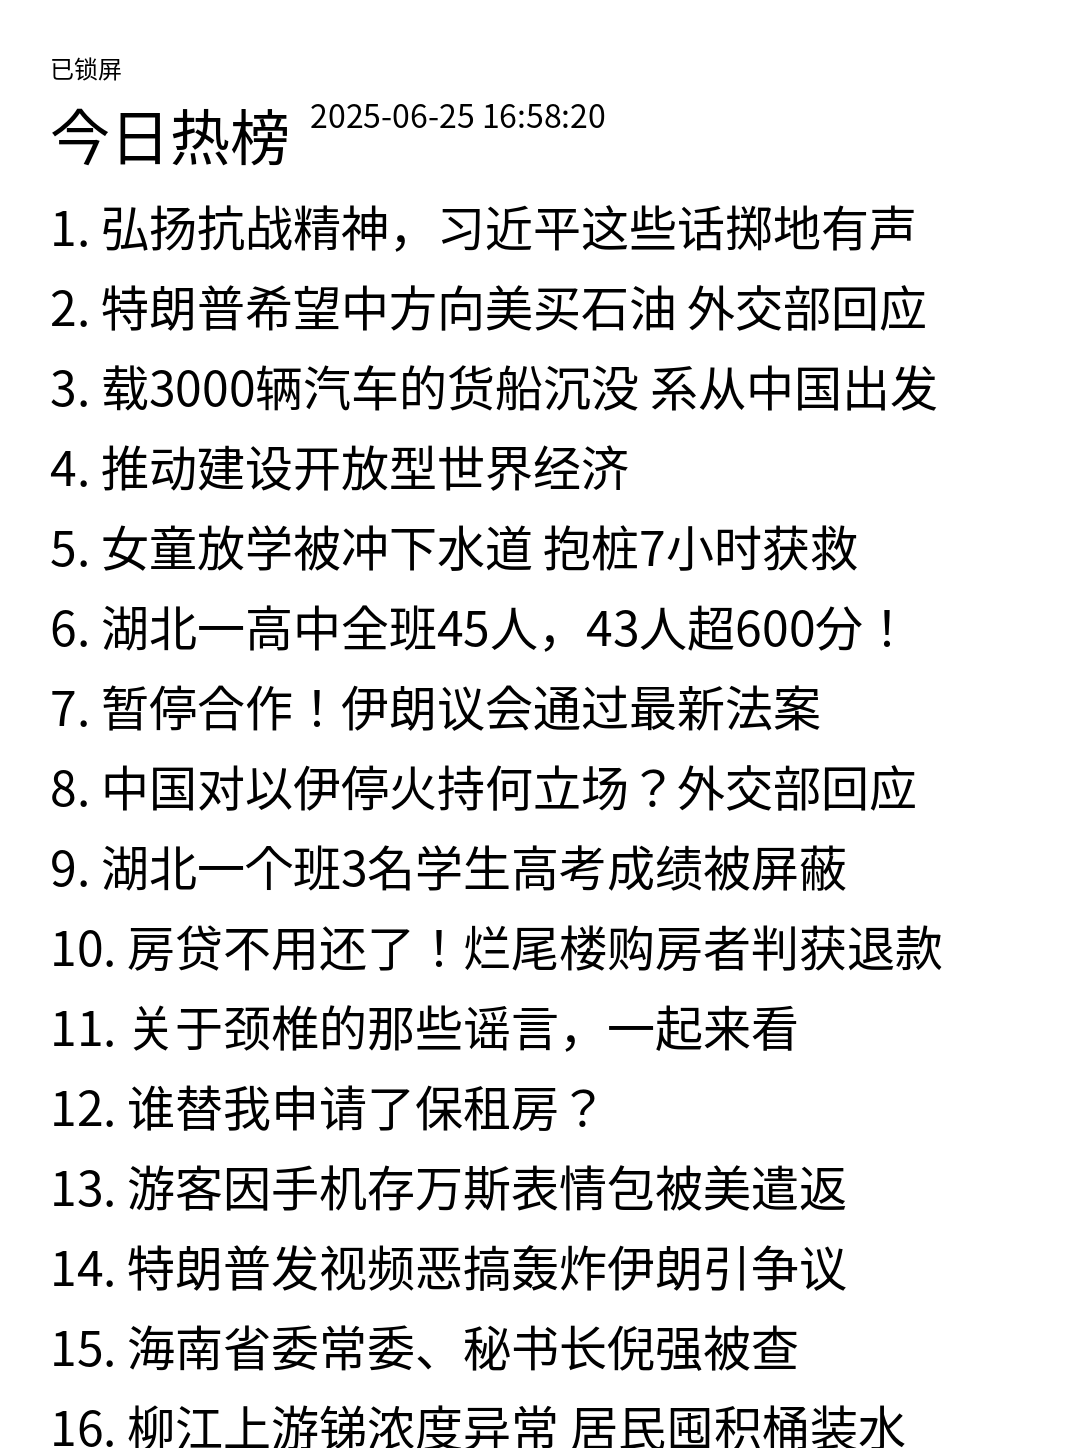 已锁屏
今日热榜 2025-06-25 16:58:20
1. 弘扬抗战精神，习近平这些话掷地有声
2. 特朗普希望中方向美买石油 外交部回应
3. 载3000辆汽车的货船沉没 系从中国出发
4. 推动建设开放型世界经济
5. 女童放学被冲下水道 抱桩7小时获救
6. 湖北一高中全班45人，43人超600分！
7. 暂停合作！伊朗议会通过最新法案
8. 中国对以伊停火持何立场？外交部回应
9. 湖北一个班3名学生高考成绩被屏蔽
10. 房贷不用还了！烂尾楼购房者判获退款
11. 关于颈椎的那些谣言，一起来看
12. 谁替我申请了保租房？
13. 游客因手机存万斯表情包被美遣返
14. 特朗普发视频恶搞轰炸伊朗引争议
15. 海南省委常委、秘书长倪强被查
16. 柳江上游锑浓度异常 居民囤积桶装水